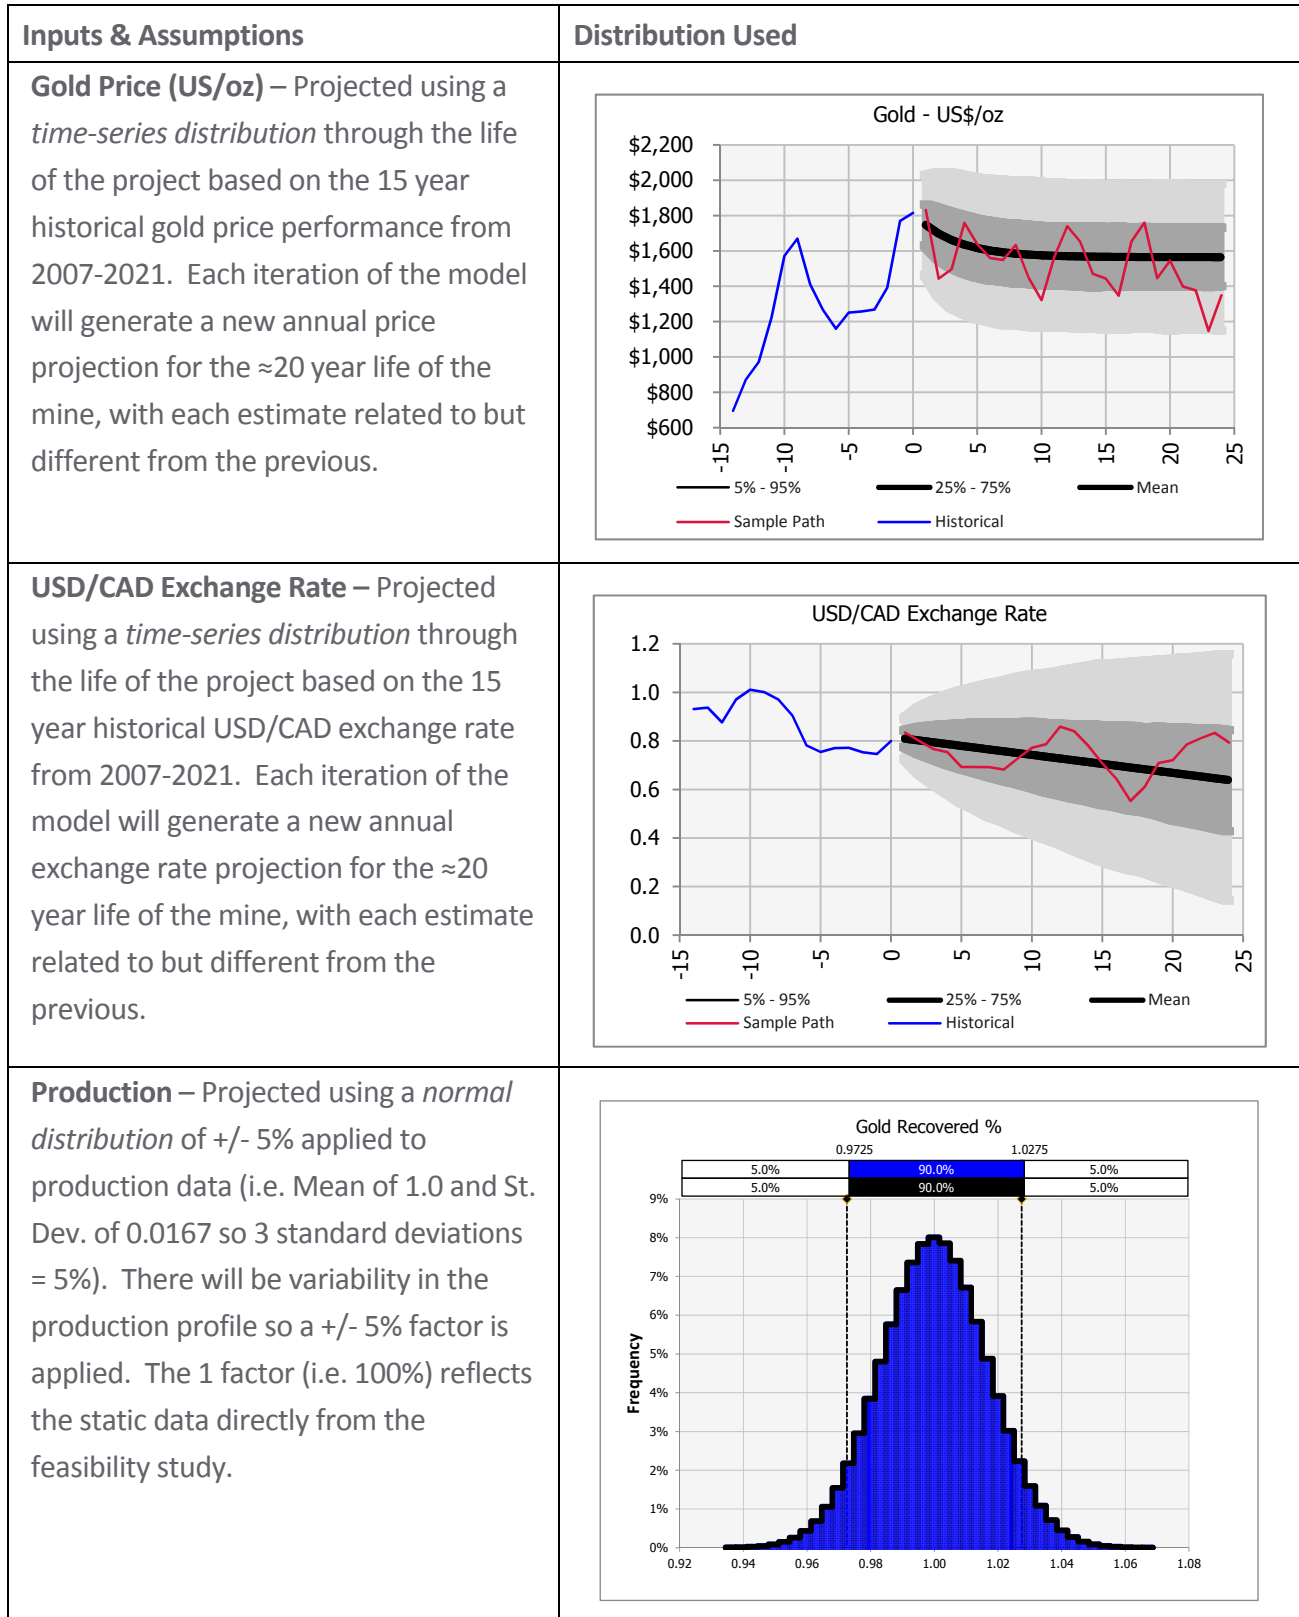 Inputs & Assumptions
Distribution Used
Gold Price (US/oz) – Projected using a
time-series distribution through the life
of the project based on the 15 year
historical gold price performance from
2007-2021. Each iteration of the model
will generate a new annual price
projection for the ≈20 year life of the
mine, with each estimate related to but
different from the previous.
Gold - US$/oz
$2,200
$2,000
$1,800
$1,600
$1,400
$1,200
$1,000
$800
$600
-15 -10 -5 0 5 10 15 20 25
5% - 95% 25% - 75% Mean
Sample Path Historical
USD/CAD Exchange Rate – Projected
using a time-series distribution through
the life of the project based on the 15
year historical USD/CAD exchange rate
from 2007-2021. Each iteration of the
model will generate a new annual
exchange rate projection for the ≈20
year life of the mine, with each estimate
related to but different from the
previous.
USD/CAD Exchange Rate
1.2
1.0
0.8
0.6
0.4
0.2
0.0
-15 -10 -5 0 5 10 15 20 25
5% - 95% 25% - 75% Mean
Sample Path Historical
Production – Projected using a normal
distribution of +/- 5% applied to
production data (i.e. Mean of 1.0 and St.
Dev. of 0.0167 so 3 standard deviations
= 5%). There will be variability in the
production profile so a +/- 5% factor is
applied. The 1 factor (i.e. 100%) reflects
the static data directly from the
feasibility study.
Gold Recovered %
0.9725 1.0275
5.0% 90.0% 5.0%
5.0% 90.0% 5.0%
9%
8%
7%
6%
5%
4%
3%
2%
1%
0%
Frequency
0.92 0.94 0.96 0.98 1.00 1.02 1.04 1.06 1.08